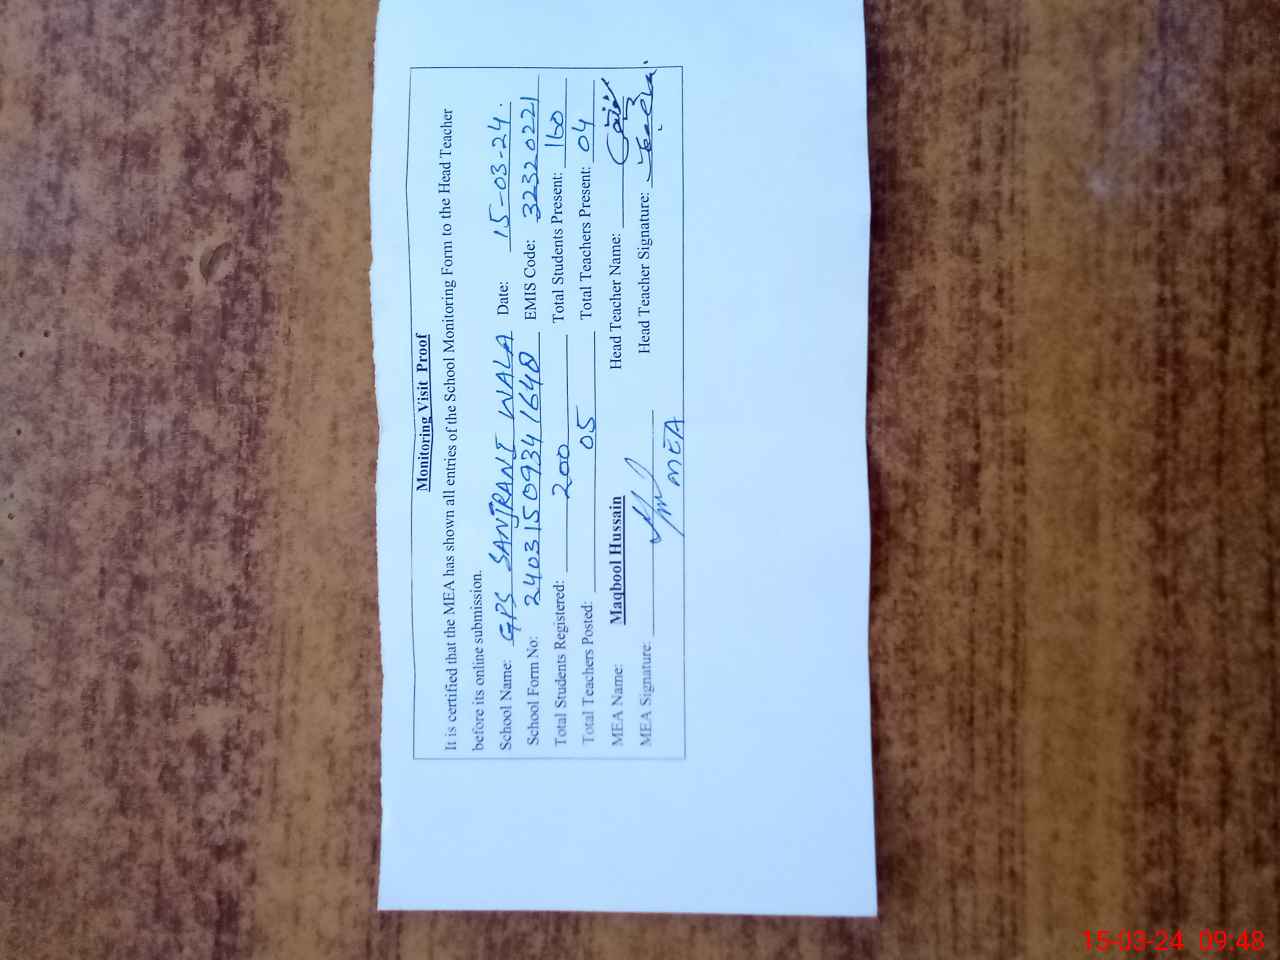 Monitoring Visit Proof
It is certified that the MEA has shown all entries of the School Monitoring Form to the Head Teacher
before its online submission.
School Name: GPS SANJRANI WALA Date: 15-03-24.
School Form No: 24031509341648 EMIS Code: 32320221
Total Students Registered: 200 Total Students Present: 160
Total Teachers Posted: 05 Total Teachers Present: 04
MEA Name: Maqbool Hussain Head Teacher Name:
MEA Signature: Head Teacher Signature:
MEA
15-03-24 09:48